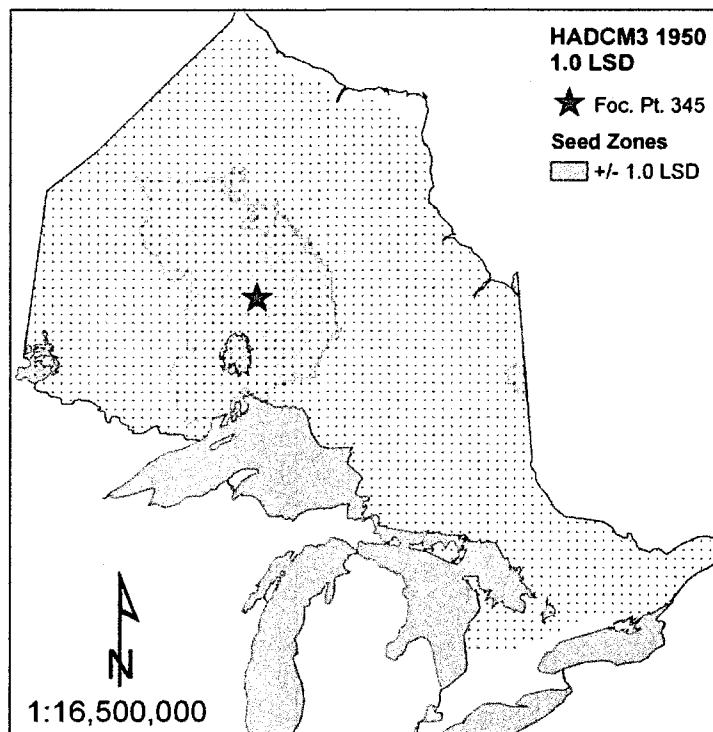 HADCM3 1950
1.0 LSD
Foc. Pt. 345
Seed Zones
+/- 1.0 LSD
N
1:16,500,000